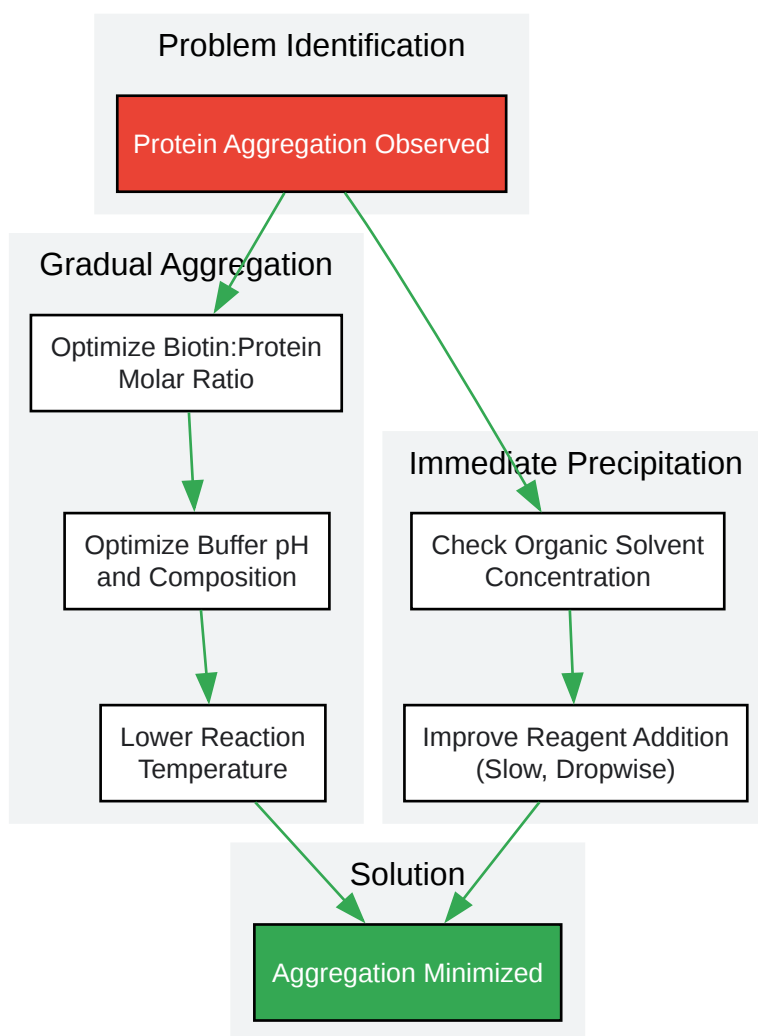 Problem Identification
Protein Aggregation Observed
Gradual Aggregation
Optimize Biotin:Protein
Molar Ratio
Optimize Buffer pH
and Composition
Lower Reaction
Temperature
Immediate Precipitation
Check Organic Solvent
Concentration
Improve Reagent Addition
(Slow, Dropwise)
Solution
Aggregation Minimized